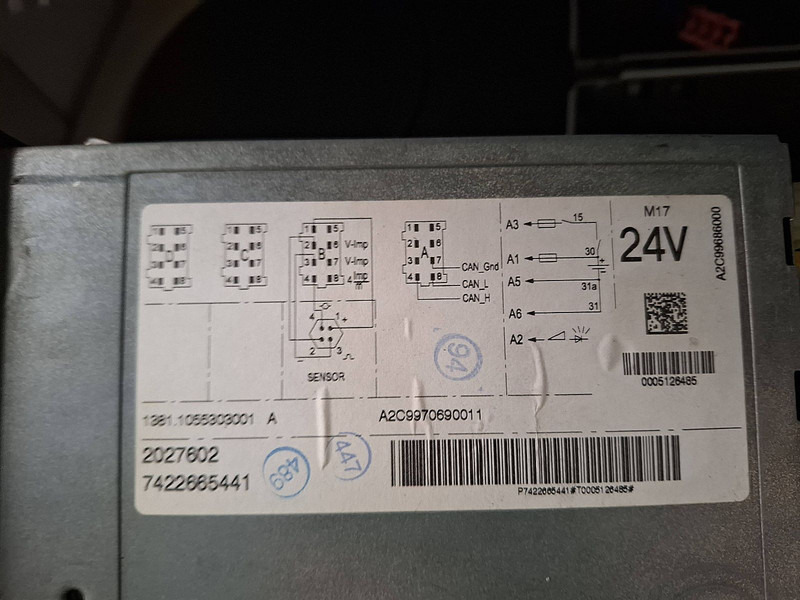 1 5
2 6
3 7
4 8
D
1 5
2 6
3 7
4 8
C
1 5
2 6 V-Imp
3 7 V-Imp
4 8 4 Imp/m
B
1 5
2 6
3 7
4 8
A
CAN_Gnd
CAN_L
CAN_H
A3 15
A1 30
+
A5 31a
A6 31
A2
M17
24V
A2C99686000
0005126485
4 1 +
- 2 3
SENSOR
94
1381.1055303001 A
A2C9970690011
2027602
7422665441
489
447
P7422665441#T0005126485#